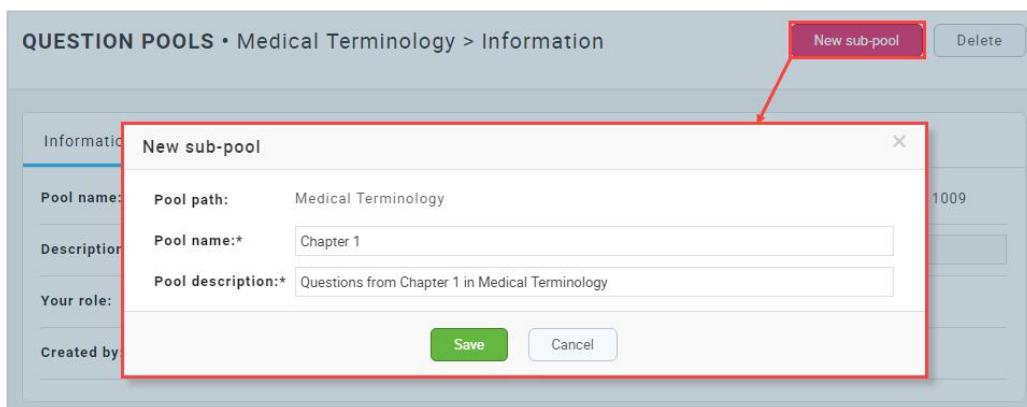 QUESTION POOLS • Medical Terminology > Information
New sub-pool
Delete
Informatio
New sub-pool
×
Pool name:
1009
Pool path: Medical Terminology
Pool name:* Chapter 1
Description
Pool description:* Questions from Chapter 1 in Medical Terminology
Your role:
Save
Cancel
Created by: